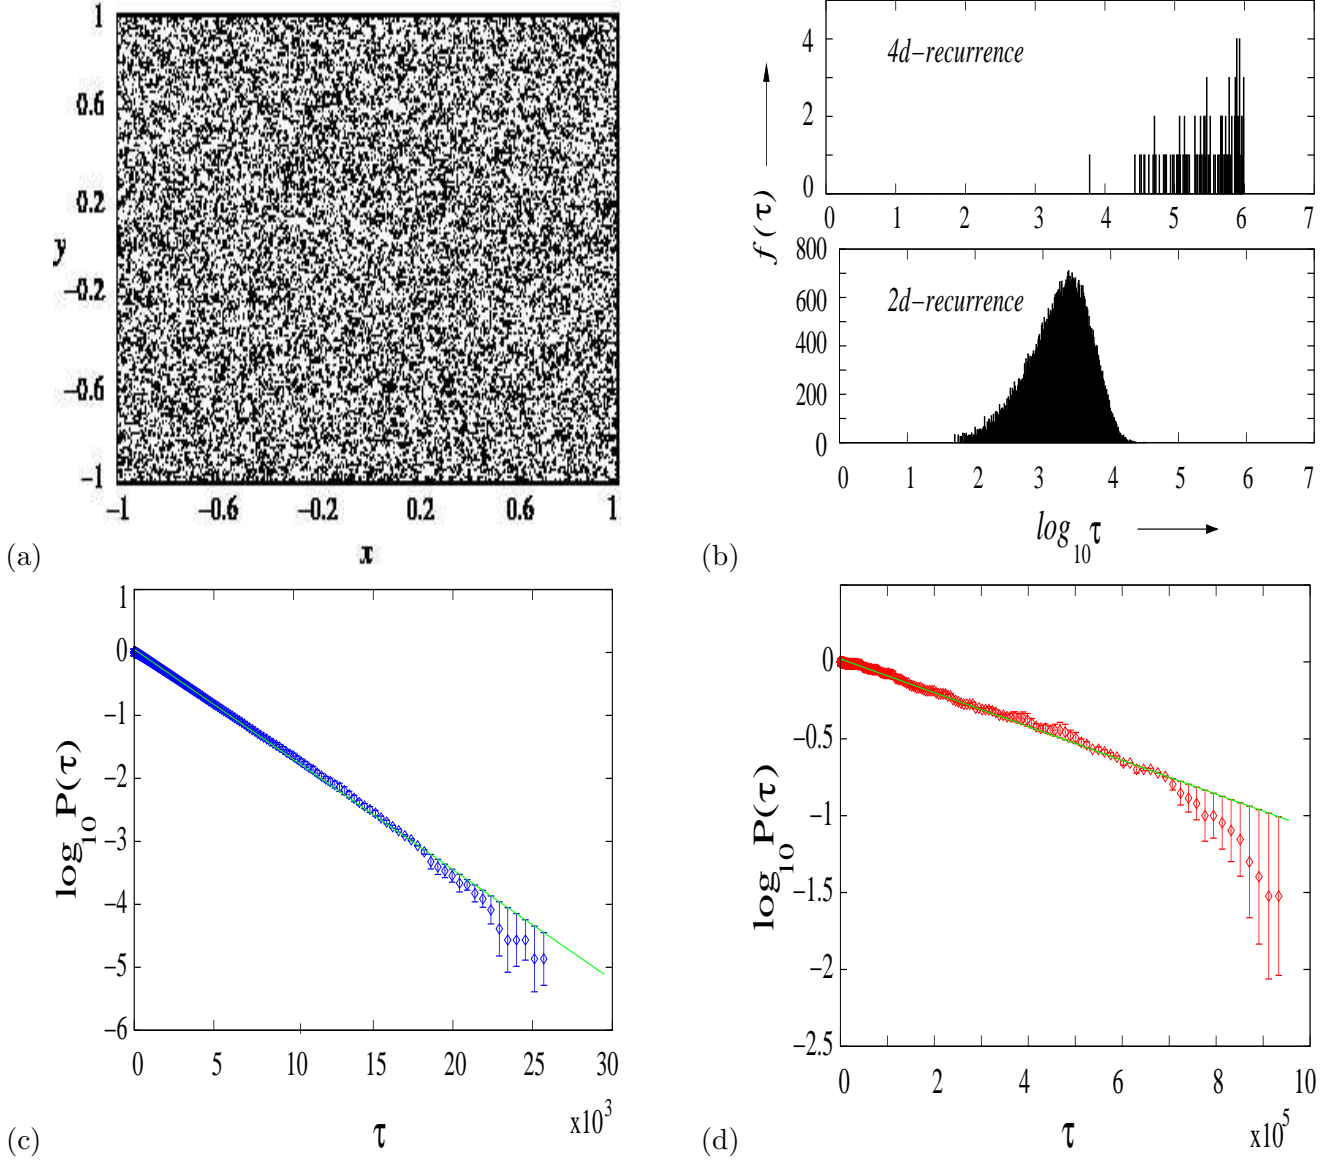 1
0.6
0.2
y
−0.2
−0.6
−1
−1 −0.6 −0.2 0.2 0.6 1
x
(a)
4d−recurrence
4
2
0
0 1 2 3 4 5 6 7
f(τ)
2d−recurrence
800
600
400
200
0
0 1 2 3 4 5 6 7
log10τ
(b)
1
0
−1
−2
−3
−4
−5
−6
log10P(τ)
0 5 10 15 20 25 30
x10^3
τ
(c)
0
−0.5
−1
−1.5
−2
−2.5
log10P(τ)
0 2 4 6 8 10
x10^5
τ
(d)